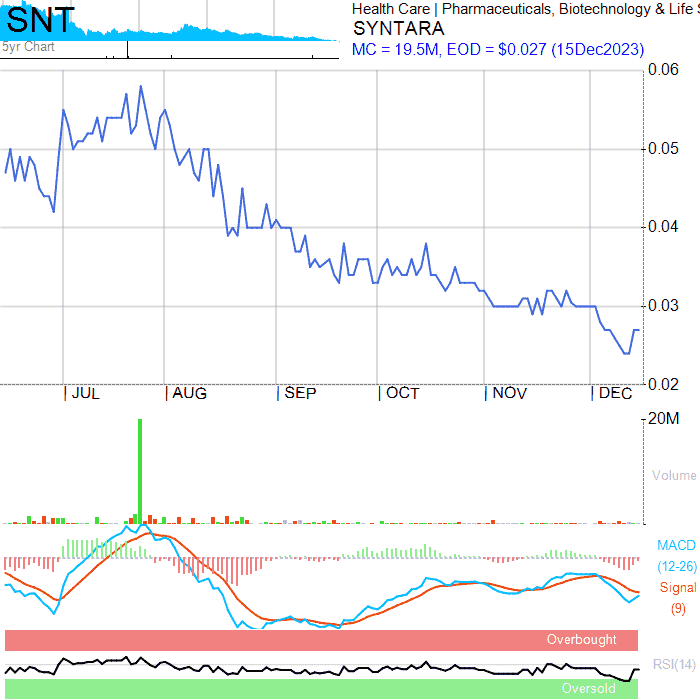 SNT
5yr Chart
Health Care | Pharmaceuticals, Biotechnology & Life S
SYNTARA
MC = 19.5M, EOD = $0.027 (15Dec2023)
0.06
0.05
0.04
0.03
0.02
| JUL | AUG | SEP | OCT | NOV | DEC
20M
Volume
MACD
(12-26)
Signal
(9)
Overbought
RSI(14)
Oversold